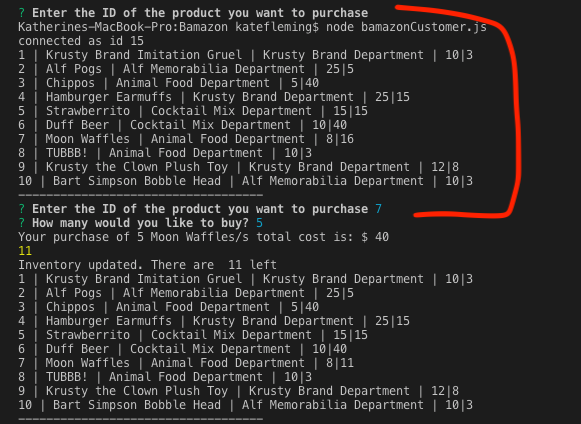 ? Enter the ID of the product you want to purchase
Katherines-MacBook-Pro:Bamazon katefleming$ node bamazonCustomer.js
connected as id 15
1 | Krusty Brand Imitation Gruel | Krusty Brand Department | 10|3
2 | Alf Pogs | Alf Memorabilia Department | 25|5
3 | Chippos | Animal Food Department | 5|40
4 | Hamburger Earmuffs | Krusty Brand Department | 25|15
5 | Strawberrito | Cocktail Mix Department | 15|15
6 | Duff Beer | Cocktail Mix Department | 10|40
7 | Moon Waffles | Animal Food Department | 8|16
8 | TUBBB! | Animal Food Department | 10|3
9 | Krusty the Clown Plush Toy | Krusty Brand Department | 12|8
10 | Bart Simpson Bobble Head | Alf Memorabilia Department | 10|3
-----------------------------------
? Enter the ID of the product you want to purchase 7
? How many would you like to buy? 5
Your purchase of 5 Moon Waffles/s total cost is: $ 40
11
Inventory updated. There are  11 left
1 | Krusty Brand Imitation Gruel | Krusty Brand Department | 10|3
2 | Alf Pogs | Alf Memorabilia Department | 25|5
3 | Chippos | Animal Food Department | 5|40
4 | Hamburger Earmuffs | Krusty Brand Department | 25|15
5 | Strawberrito | Cocktail Mix Department | 15|15
6 | Duff Beer | Cocktail Mix Department | 10|40
7 | Moon Waffles | Animal Food Department | 8|11
8 | TUBBB! | Animal Food Department | 10|3
9 | Krusty the Clown Plush Toy | Krusty Brand Department | 12|8
10 | Bart Simpson Bobble Head | Alf Memorabilia Department | 10|3
-----------------------------------